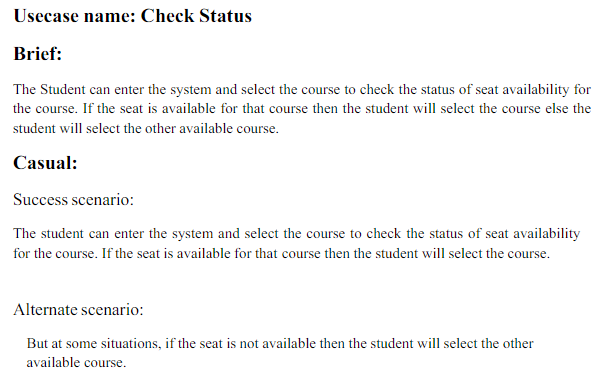 Usecase name: Check Status
Brief:
The Student can enter the system and select the course to check the status of seat availability for
the course. If the seat is available for that course then the student will select the course else the
student will select the other available course.
Casual:
Success scenario:
The student can enter the system and select the course to check the status of seat availability
for the course. If the seat is available for that course then the student will select the course.
Alternate scenario:
But at some situations, if the seat is not available then the student will select the other
available course.